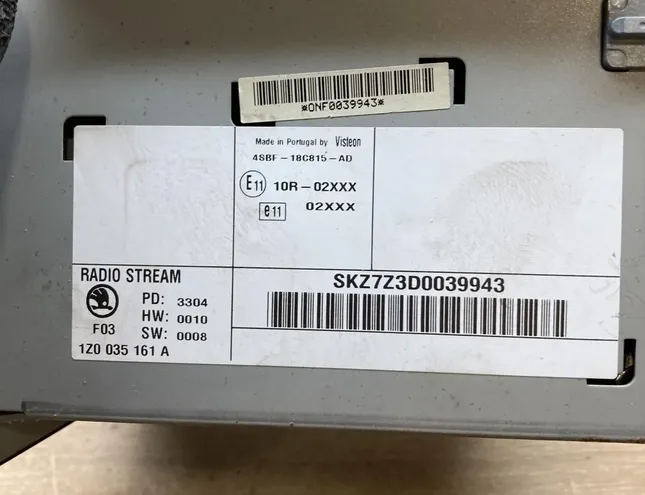 *ONF0039943*
Made in Portugal by Visteon
4SBF-18C815-AD
E11 10R-02XXX
e11 02XXX
RADIO STREAM
PD: 3304
HW: 0010
F03 SW: 0008
1Z0 035 161 A
SKZ7Z3D0039943